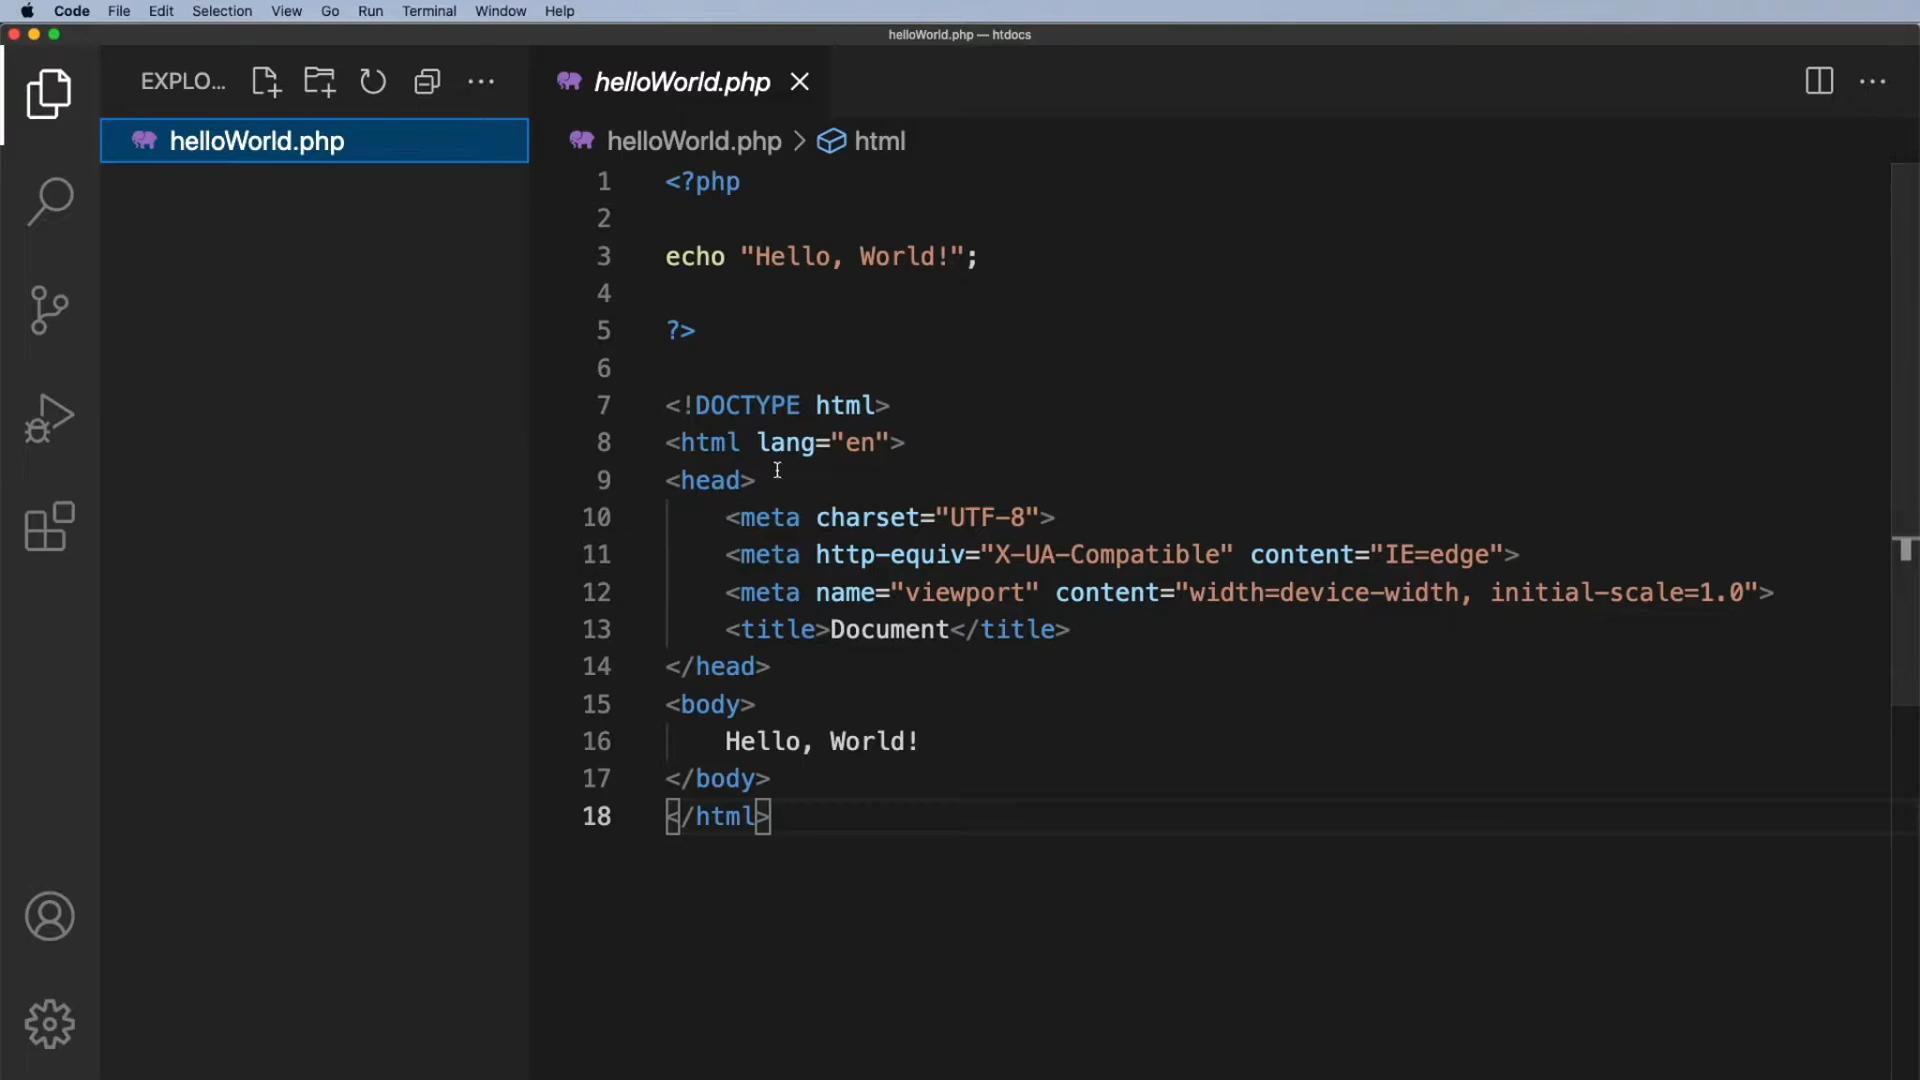 Code File Edit Selection View Go Run Terminal Window Help
helloWorld.php — htdocs
EXPLO...
helloWorld.php
helloWorld.php
helloWorld.php > html
1 <?php
2
3 echo "Hello, World!";
4
5 ?>
6
7 <!DOCTYPE html>
8 <html lang="en">
9 <head>
10 <meta charset="UTF-8">
11 <meta http-equiv="X-UA-Compatible" content="IE=edge">
12 <meta name="viewport" content="width=device-width, initial-scale=1.0">
13 <title>Document</title>
14 </head>
15 <body>
16 Hello, World!
17 </body>
18 </html>